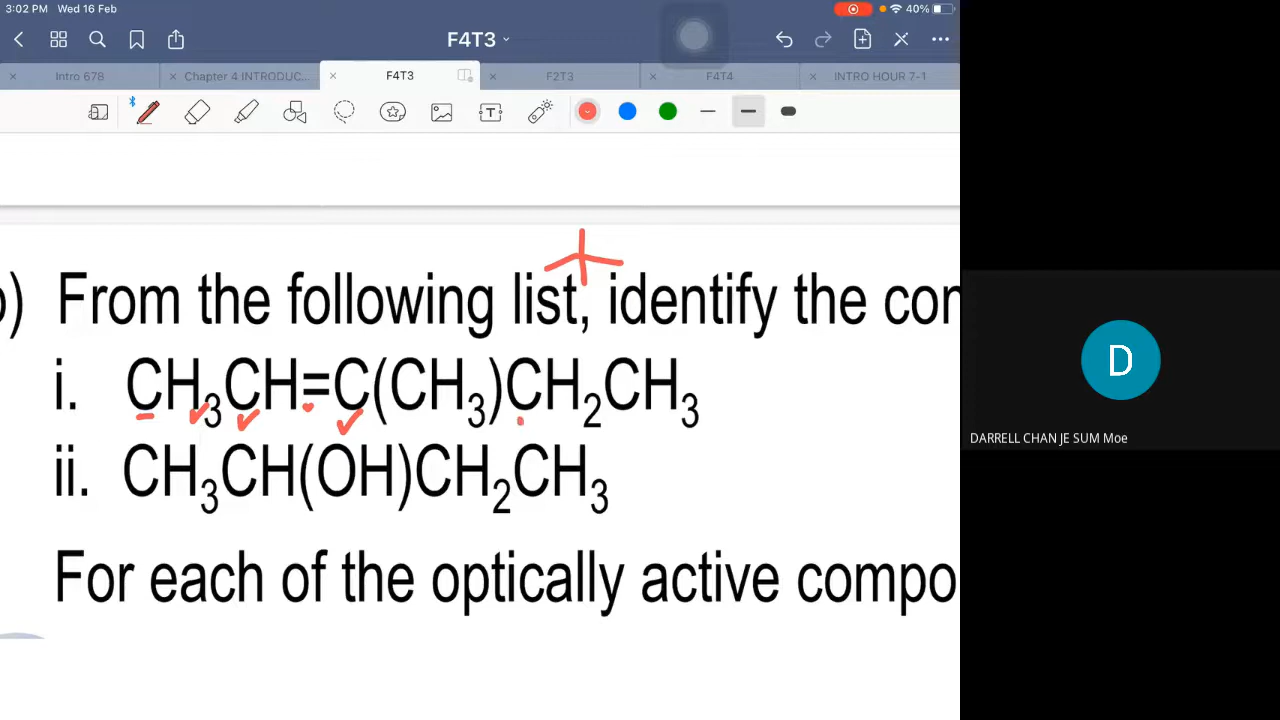 3:02 PM Wed 16 Feb
40%
F4T3
Intro 678
Chapter 4 INTRODUC...
F4T3
F2T3
F4T4
INTRO HOUR 7-1
T
) From the following list, identify the con
i. CH₃CH=C(CH₃)CH₂CH₃
ii. CH₃CH(OH)CH₂CH₃
For each of the optically active compo
D
DARRELL CHAN JE SUM Moe